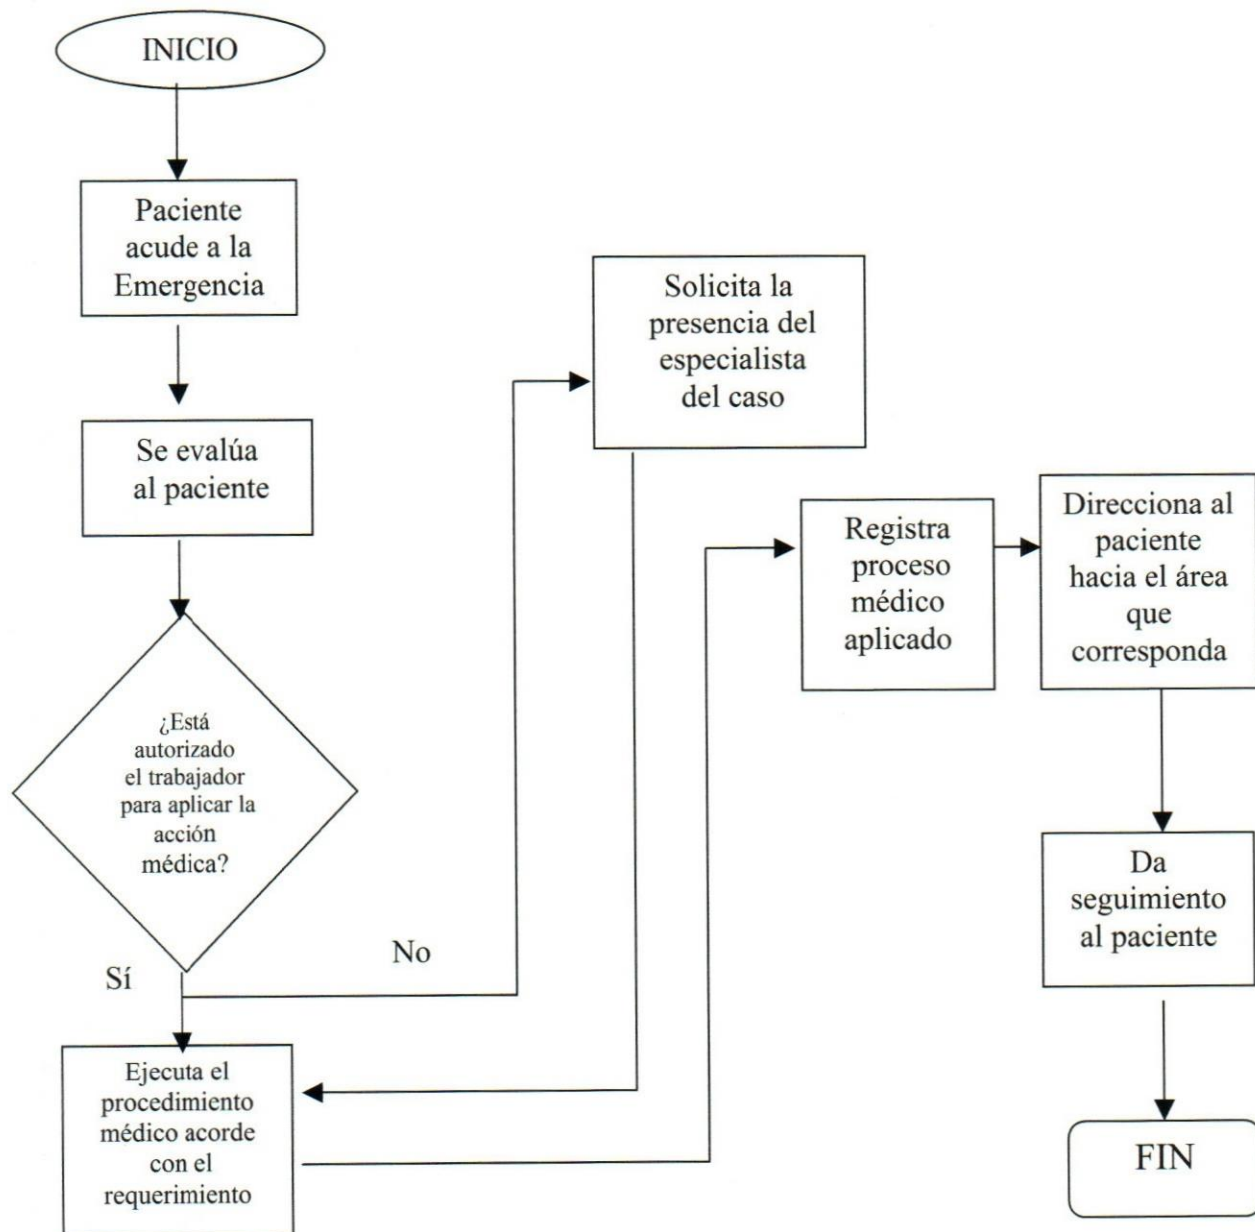 INICIO
Paciente
acude a la
Emergencia
Se evalúa
al paciente
¿Está
autorizado
el trabajador
para aplicar la
acción
médica?
Sí
No
Solicita la
presencia del
especialista
del caso
Ejecuta el
procedimiento
médico acorde
con el
requerimiento
Registra
proceso
médico
aplicado
Direcciona al
paciente
hacia el área
que
corresponda
Da
seguimiento
al paciente
FIN